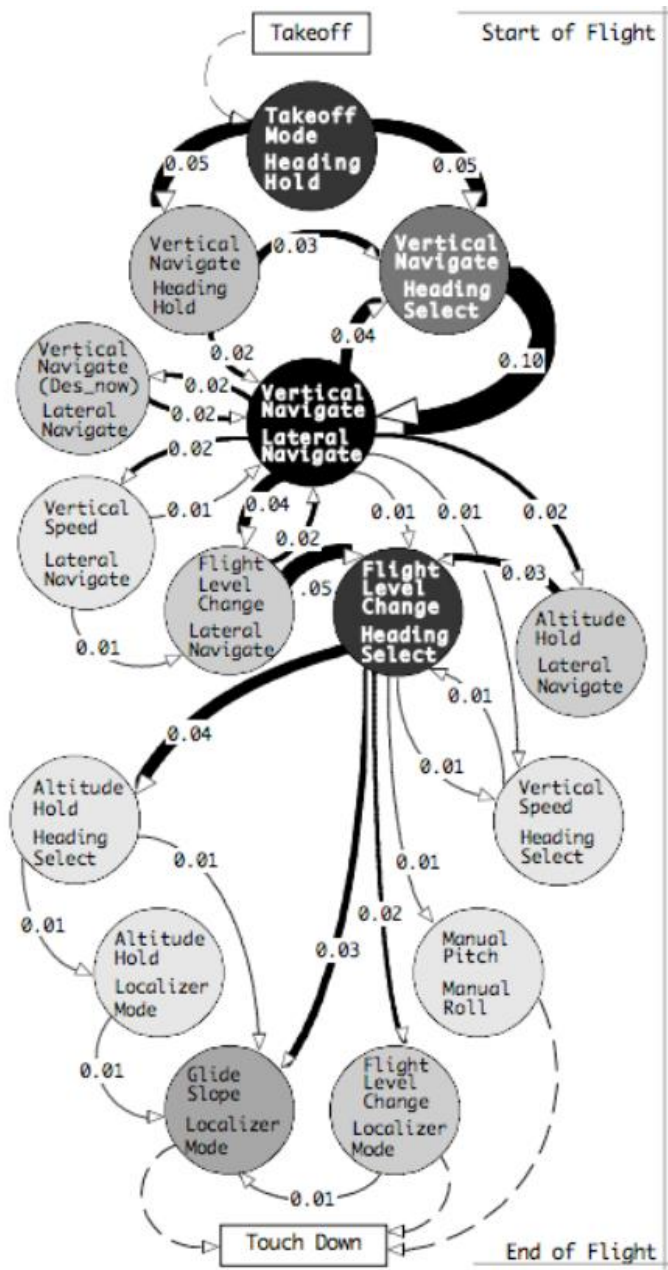 Takeoff
Start of Flight
Takeoff
Mode
Heading
Hold
0.05
0.05
Vertical
Navigate
Heading
Hold
0.03
Vertical
Navigate
Heading
Select
0.04
0.02
0.10
Vertical
Navigate
(Des_now)
Lateral
Navigate
0.02
0.02
Vertical
Navigate
Lateral
Navigate
0.02
Vertical
Speed
Lateral
Navigate
0.01
0.04
0.02
0.01
0.01
0.02
Flight
Level
Change
Lateral
Navigate
.05
Flight
Level
Change
Heading
Select
0.03
Altitude
Hold
Lateral
Navigate
0.01
0.01
0.04
0.01
Altitude
Hold
Heading
Select
Vertical
Speed
Heading
Select
0.01
0.01
0.01
0.02
0.03
Altitude
Hold
Localizer
Mode
Manual
Pitch
Manual
Roll
0.01
Glide
Slope
Localizer
Mode
Flight
Level
Change
Localizer
Mode
0.01
Touch Down
End of Flight